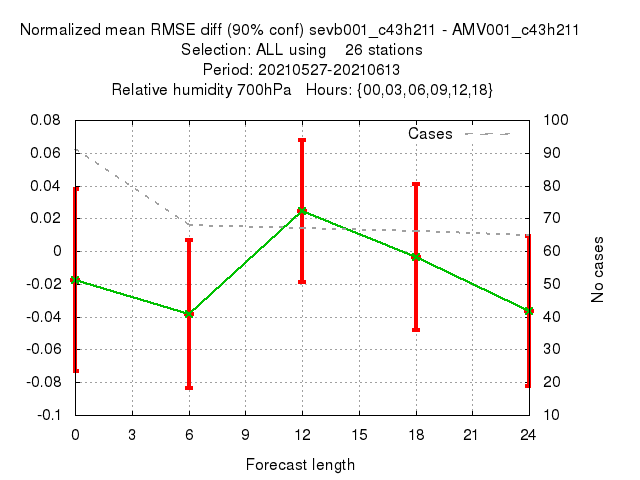 Normalized mean RMSE diff (90% conf) sevb001_c43h211 - AMV001_c43h211
Selection: ALL using    26 stations
Period: 20210527-20210613
Relative humidity 700hPa   Hours: {00,03,06,09,12,18}
Cases
0.08
0.06
0.04
0.02
0
-0.02
-0.04
-0.06
-0.08
-0.1
100
90
80
70
60
50
40
30
20
10
No cases
0 3 6 9 12 15 18 21 24
Forecast length